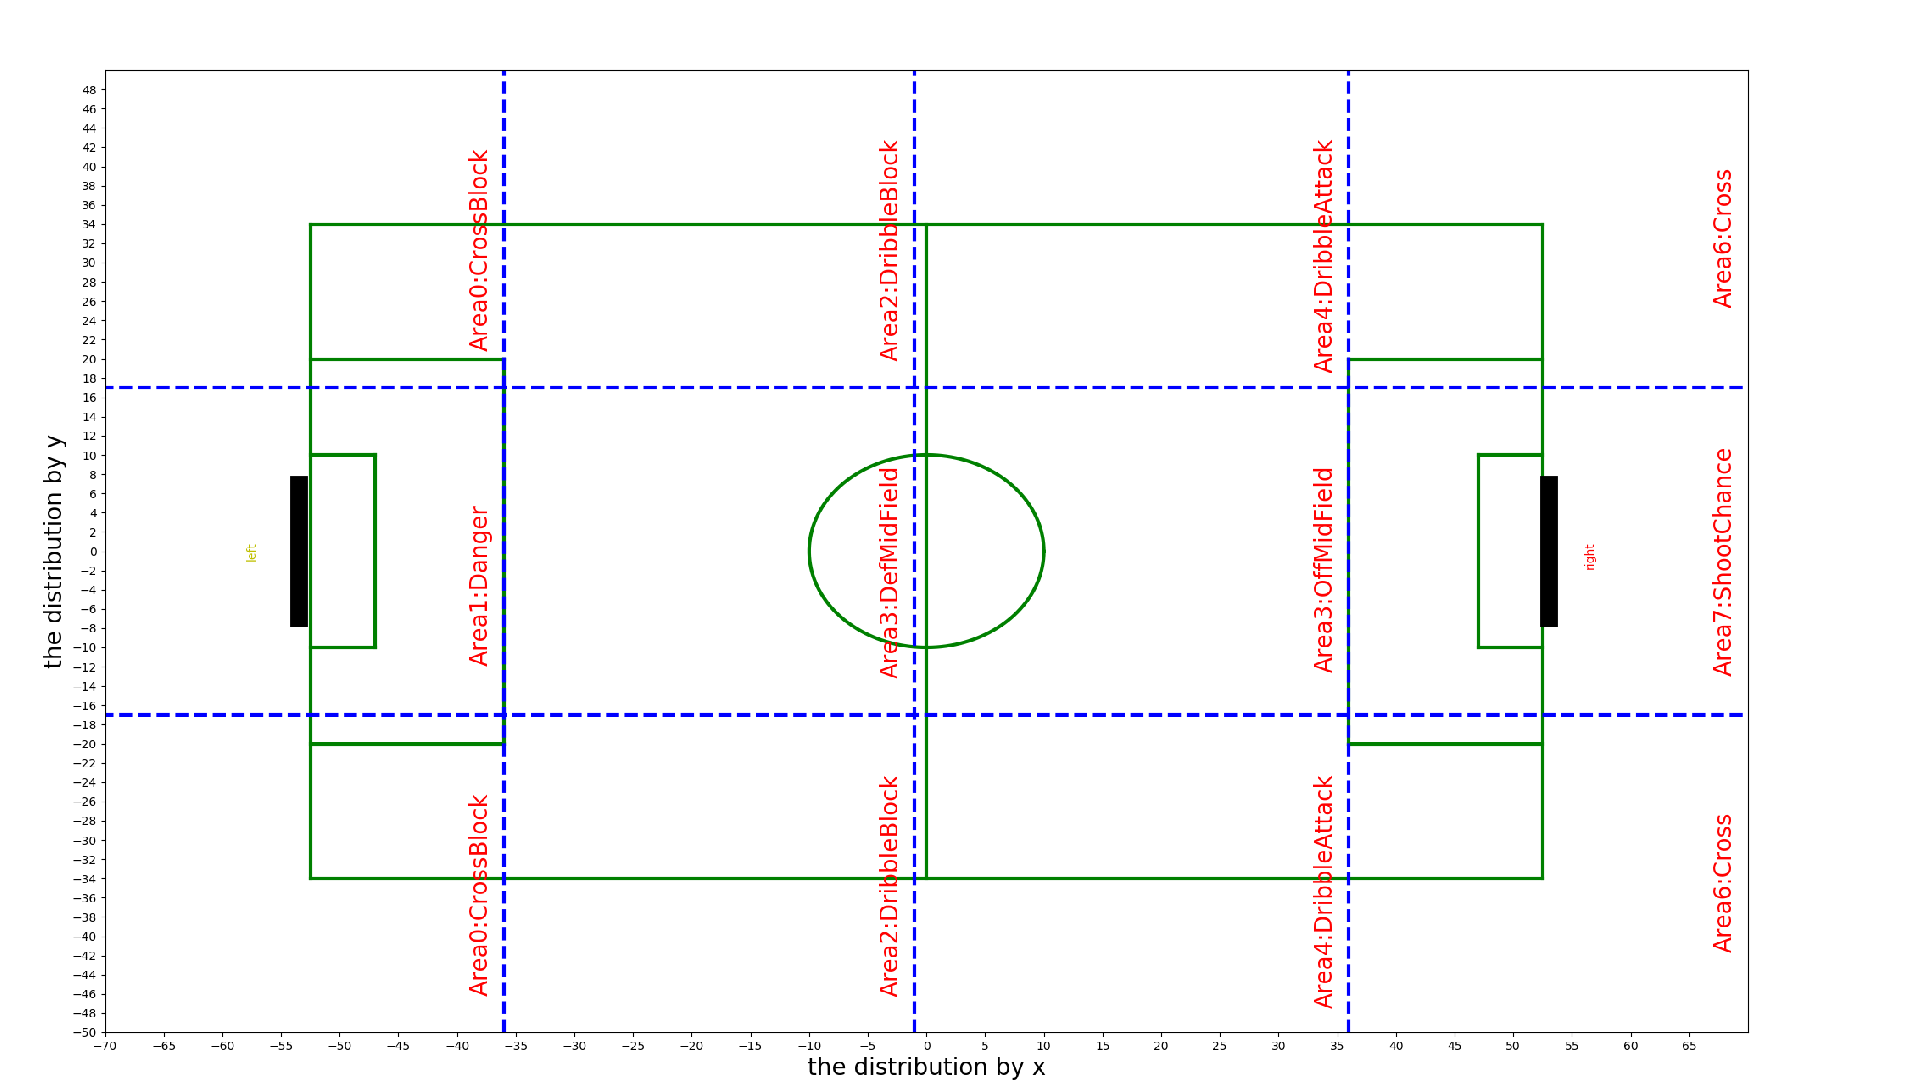 48
46
44
42
40
38
36
34
32
30
28
26
24
22
20
18
16
14
12
10
8
6
4
2
0
−2
−4
−6
−8
−10
−12
−14
−16
−18
−20
−22
−24
−26
−28
−30
−32
−34
−36
−38
−40
−42
−44
−46
−48
−50
the distribution by y
Area0:CrossBlock
Area2:DribbleBlock
Area4:DribbleAttack
Area6:Cross
left
Area1:Danger
Area3:DefMidField
Area3:OffMidField
right
Area7:ShootChance
Area0:CrossBlock
Area2:DribbleBlock
Area4:DribbleAttack
Area6:Cross
−70 −65 −60 −55 −50 −45 −40 −35 −30 −25 −20 −15 −10 −5 0 5 10 15 20 25 30 35 40 45 50 55 60 65
the distribution by x